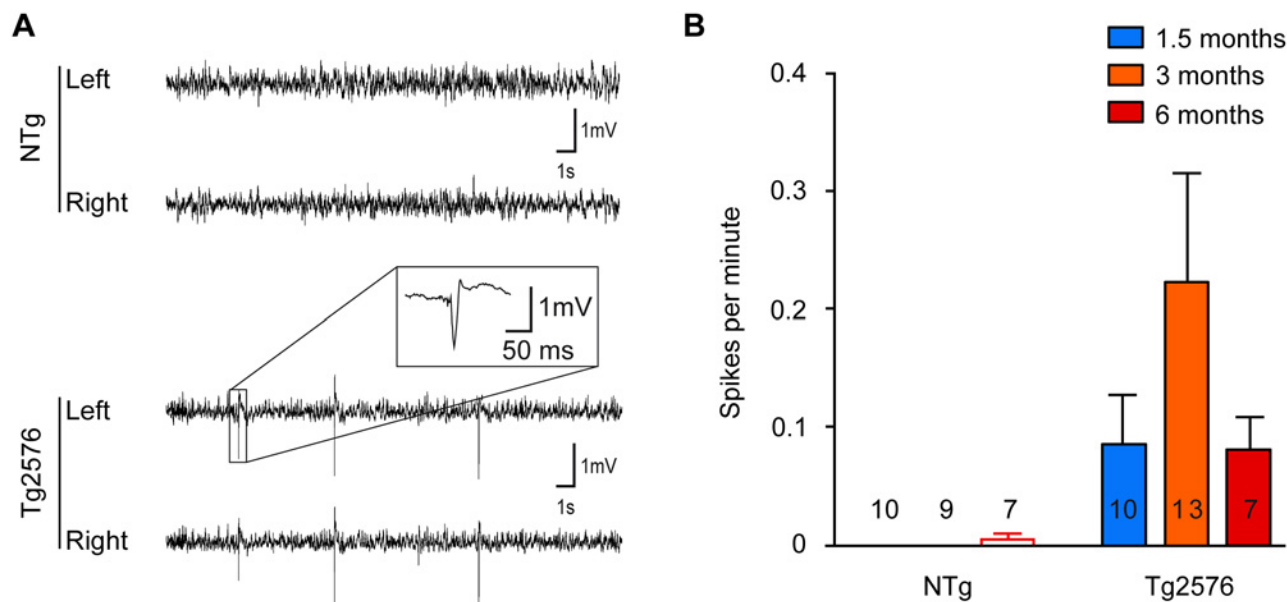 A
NTg
Left
1mV
1s
Right
1mV
50 ms
Tg2576
Left
1mV
1s
Right
B
1.5 months
3 months
6 months
Spikes per minute
0.4
0.3
0.2
0.1
0
10 9 7 10 13 7
NTg Tg2576